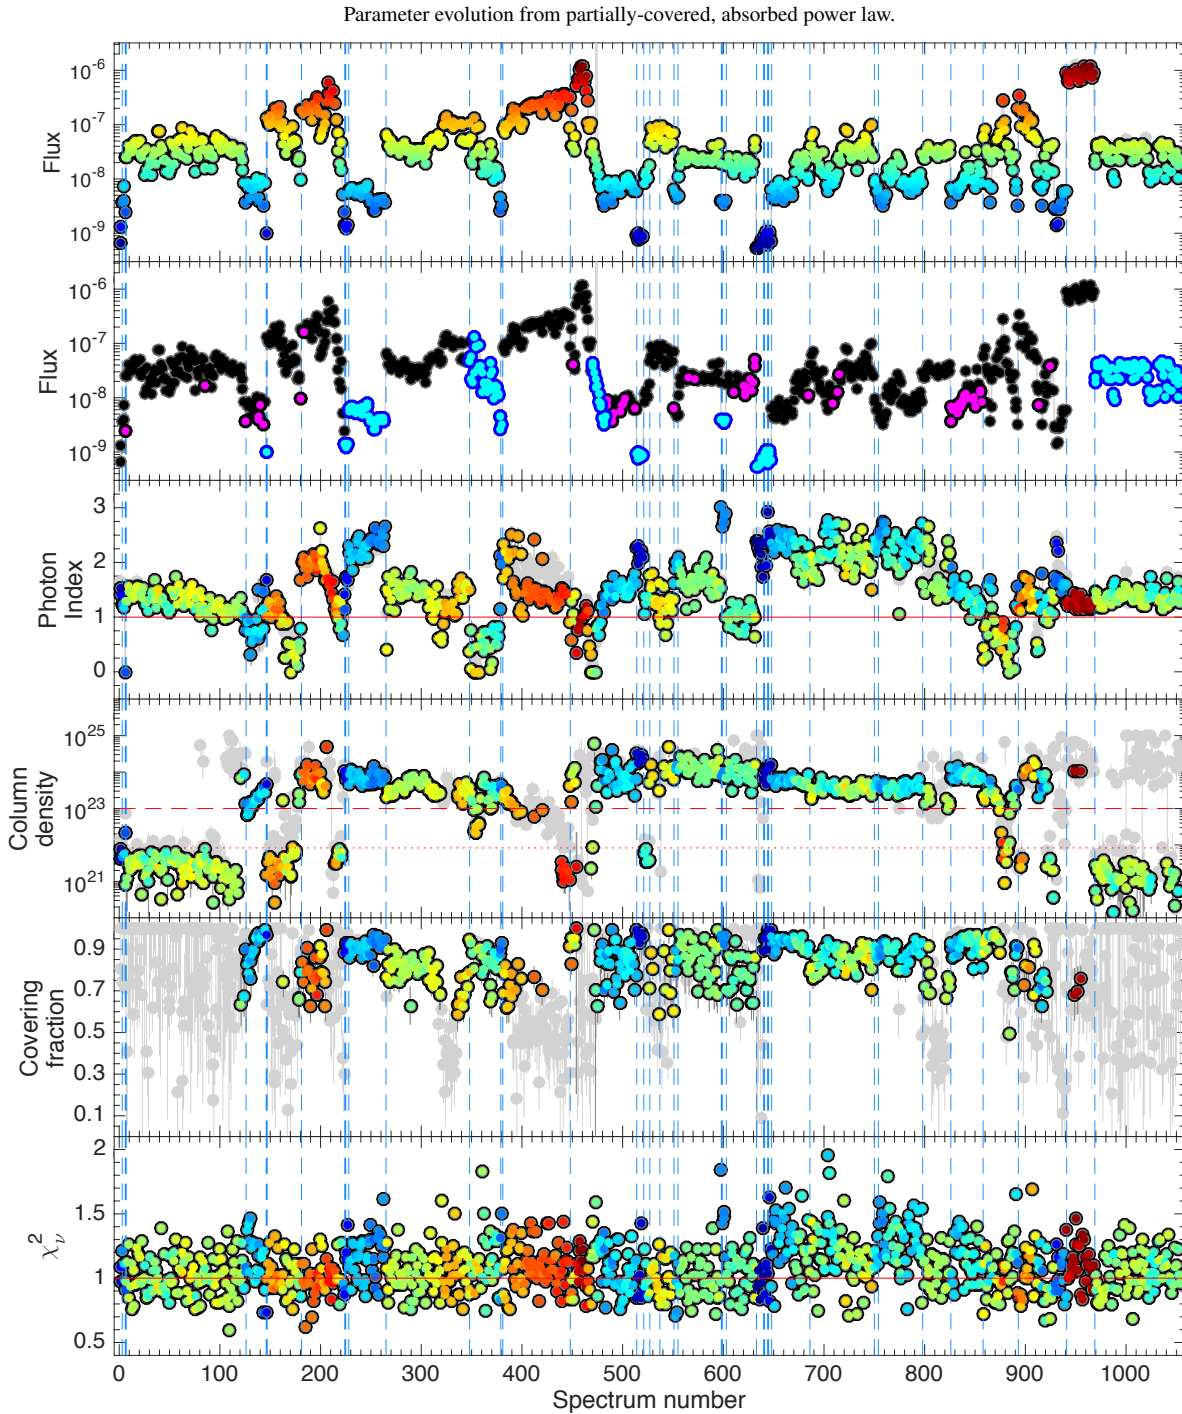 Parameter evolution from partially-covered, absorbed power law.
Flux
10^-6
10^-7
10^-8
10^-9
Flux
10^-6
10^-7
10^-8
10^-9
Photon
Index
3
2
1
0
Column
density
10^25
10^23
10^21
Covering
fraction
0.9
0.7
0.5
0.3
0.1
χ_ν^2
2
1.5
1
0.5
0 100 200 300 400 500 600 700 800 900 1000
Spectrum number